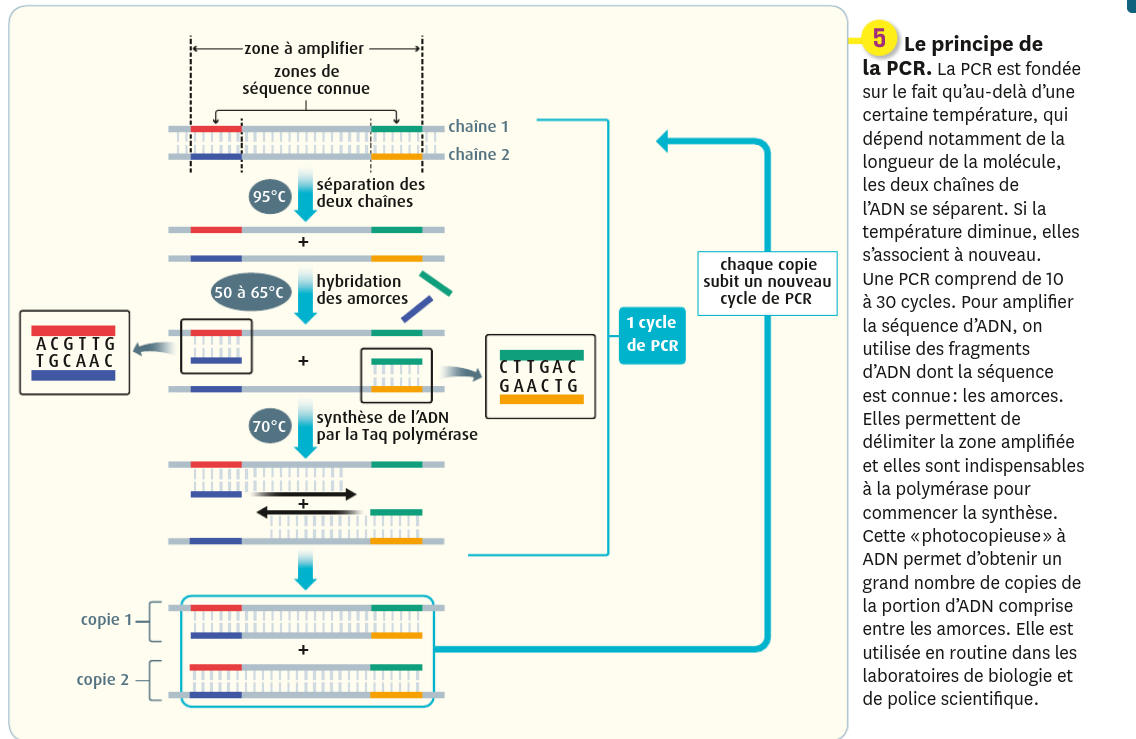 zone à amplifier
zones de
séquence connue
chaîne 1
chaîne 2
95°C
séparation des
deux chaînes
+
50 à 65°C
hybridation
des amorces
+
ACGTTG
TGCAAC
CTTGAC
GAACTG
70°C
synthèse de l'ADN
par la Taq polymérase
+
1 cycle
de PCR
chaque copie
subit un nouveau
cycle de PCR
copie 1
+
copie 2
5 Le principe de
la PCR. La PCR est fondée
sur le fait qu'au-delà d'une
certaine température, qui
dépend notamment de la
longueur de la molécule,
les deux chaînes de
l'ADN se séparent. Si la
température diminue, elles
s'associent à nouveau.
Une PCR comprend de 10
à 30 cycles. Pour amplifier
la séquence d'ADN, on
utilise des fragments
d'ADN dont la séquence
est connue : les amorces.
Elles permettent de
délimiter la zone amplifiée
et elles sont indispensables
à la polymérase pour
commencer la synthèse.
Cette «photocopieuse» à
ADN permet d'obtenir un
grand nombre de copies de
la portion d'ADN comprise
entre les amorces. Elle est
utilisée en routine dans les
laboratoires de biologie et
de police scientifique.